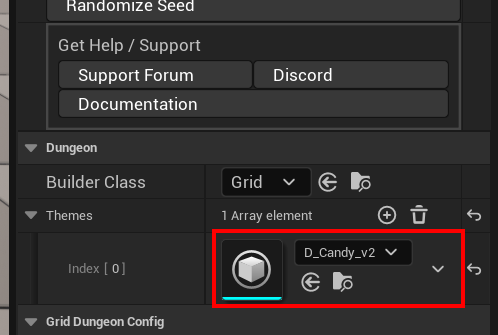 Randomize Seed
Get Help / Support
Support Forum
Discord
Documentation
Dungeon
Builder Class
Grid
Themes
1 Array element
Index [ 0 ]
D_Candy_v2
Grid Dungeon Config